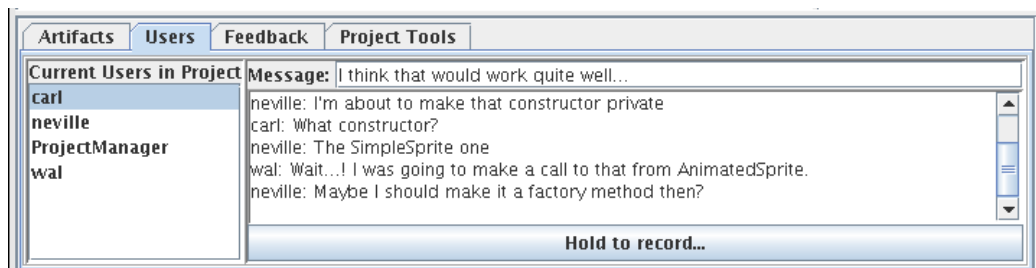 Artifacts Users Feedback Project Tools
Current Users in Project
carl
neville
ProjectManager
wal
Message: I think that would work quite well...
neville: I'm about to make that constructor private
carl: What constructor?
neville: The SimpleSprite one
wal: Wait...! I was going to make a call to that from AnimatedSprite.
neville: Maybe I should make it a factory method then?
Hold to record...